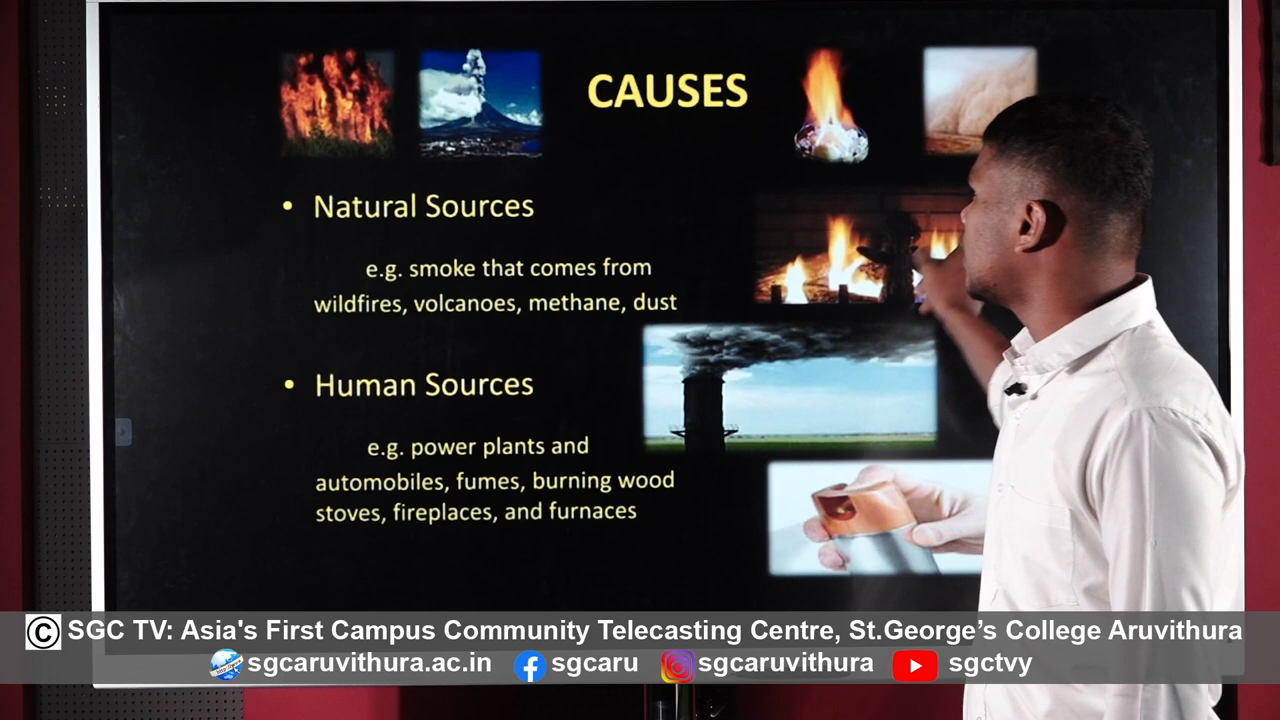 CAUSES
• Natural Sources
e.g. smoke that comes from
wildfires, volcanoes, methane, dust
• Human Sources
e.g. power plants and
automobiles, fumes, burning wood
stoves, fireplaces, and furnaces
© SGC TV: Asia's First Campus Community Telecasting Centre, St.George’s College Aruvithura
sgcaruvithura.ac.in sgcaru sgcaruvithura sgctvy